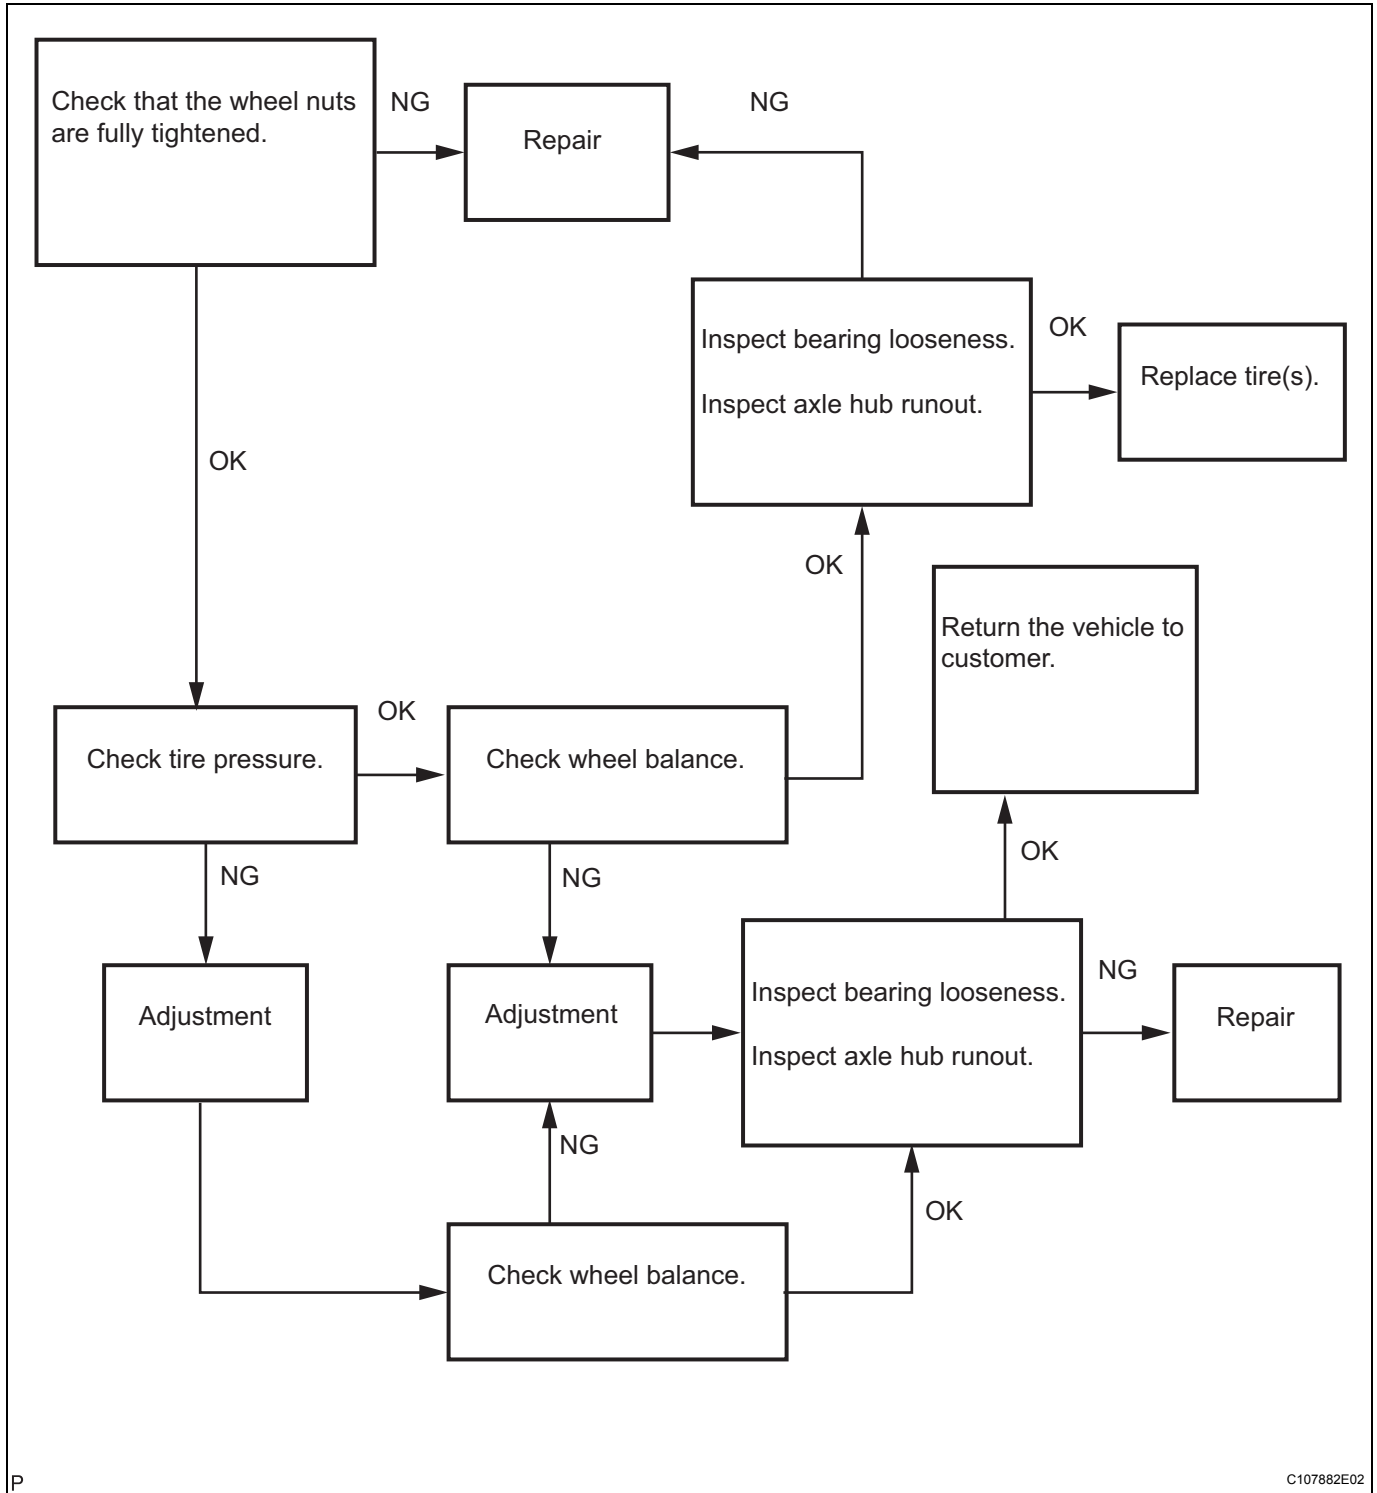 Check that the wheel nuts
are fully tightened.
NG
Repair
NG
Inspect bearing looseness.
Inspect axle hub runout.
OK
Replace tire(s).
OK
OK
Return the vehicle to
customer.
Check tire pressure.
OK
Check wheel balance.
OK
NG
NG
Adjustment
Adjustment
Inspect bearing looseness.
Inspect axle hub runout.
NG
Repair
NG
OK
Check wheel balance.
P
C107882E02